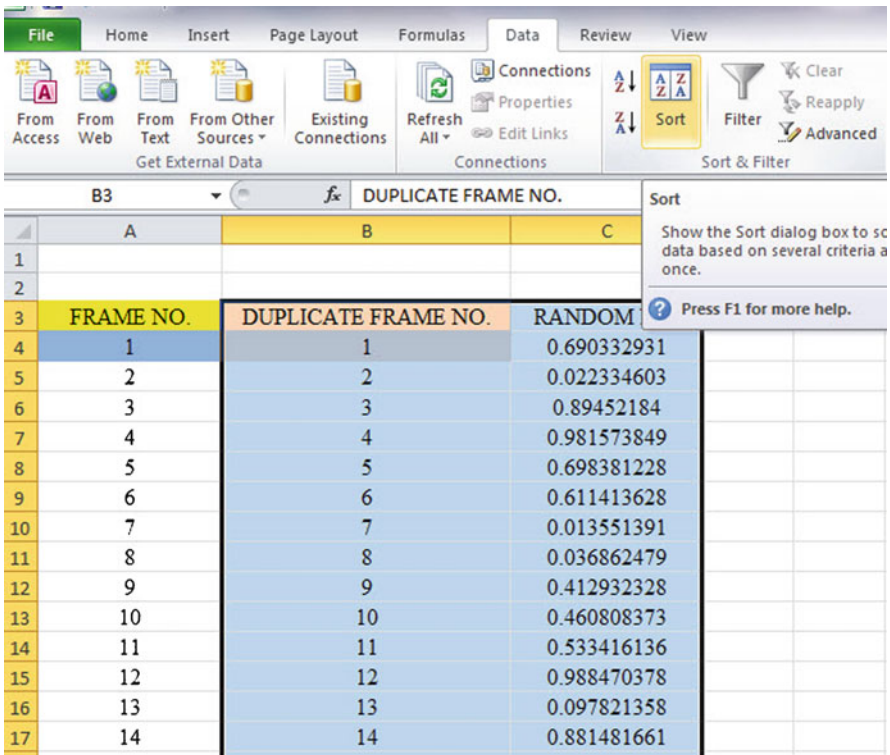 File Home Insert Page Layout Formulas Data Review View
From Access From Web From Text From Other Sources Existing Connections Refresh All Connections Properties Edit Links Sort Filter Clear Reapply Advanced
Get External Data Connections Sort & Filter
B3 fx DUPLICATE FRAME NO.
Sort
Show the Sort dialog box to
data based on several criteria
once.
Press F1 for more help.
A B C
1
2
3 FRAME NO. DUPLICATE FRAME NO. RANDOM
4 1 1 0.690332931
5 2 2 0.022334603
6 3 3 0.89452184
7 4 4 0.981573849
8 5 5 0.698381228
9 6 6 0.611413628
10 7 7 0.013551391
11 8 8 0.036862479
12 9 9 0.412932328
13 10 10 0.460808373
14 11 11 0.533416136
15 12 12 0.988470378
16 13 13 0.097821358
17 14 14 0.881481661